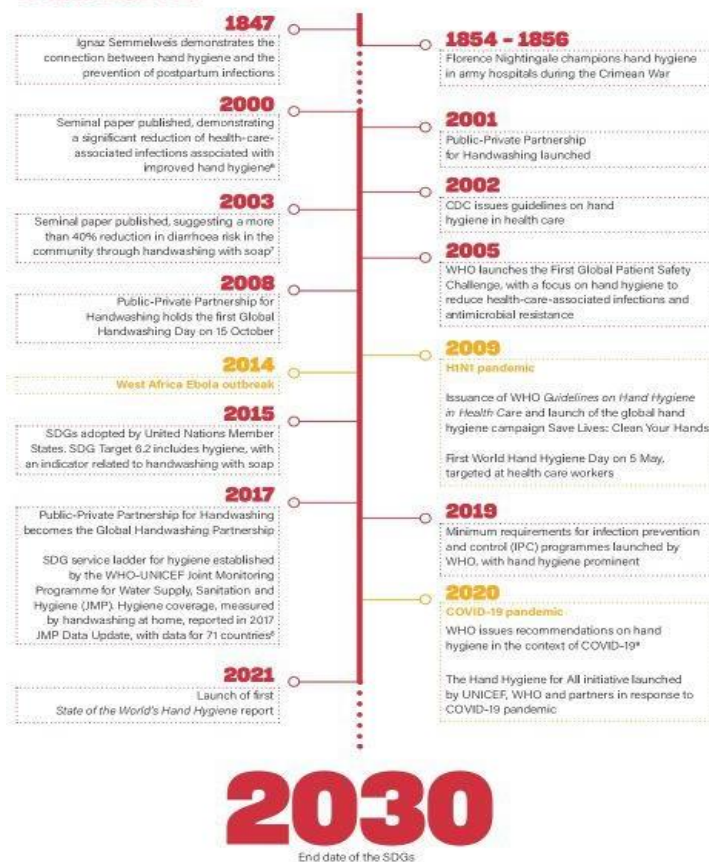 1847
Ignaz Semmelweis demonstrates the
connection between hand hygiene and the
prevention of postpartum infections
1854 – 1856
Florence Nightingale champions hand hygiene
in army hospitals during the Crimean War
2000
Seminal paper published, demonstrating
a significant reduction of health-care-
associated infections associated with
improved hand hygiene⁶
2001
Public-Private Partnership
for Handwashing launched
2002
CDC issues guidelines on hand
hygiene in health care
2003
Seminal paper published, suggesting a more
than 40% reduction in diarrhoea risk in the
community through handwashing with soap⁷
2005
WHO launches the First Global Patient Safety
Challenge, with a focus on hand hygiene to
reduce health-care-associated infections and
antimicrobial resistance
2008
Public-Private Partnership for
Handwashing holds the first Global
Handwashing Day on 15 October
2009
H1N1 pandemic
Issuance of WHO Guidelines on Hand Hygiene
in Health Care and launch of the global hand
hygiene campaign Save Lives: Clean Your Hands
First World Hand Hygiene Day on 5 May,
targeted at health care workers
2014
West Africa Ebola outbreak
2015
SDGs adopted by United Nations Member
States. SDG Target 6.2 includes hygiene, with
an indicator related to handwashing with soap
2017
Public-Private Partnership for Handwashing
becomes the Global Handwashing Partnership
SDG service ladder for hygiene established
by the WHO-UNICEF Joint Monitoring
Programme for Water Supply, Sanitation and
Hygiene (JMP). Hygiene coverage, measured
by handwashing at home, reported in 2017
JMP Data Update, with data for 71 countries
2019
Minimum requirements for infection prevention
and control (IPC) programmes launched by
WHO, with hand hygiene prominent
2020
COVID-19 pandemic
WHO issues recommendations on hand
hygiene in the context of COVID-19
The Hand Hygiene for All initiative launched
by UNICEF, WHO and partners in response to
COVID-19 pandemic
2021
Launch of first
State of the World's Hand Hygiene report
2030
End date of the SDGs